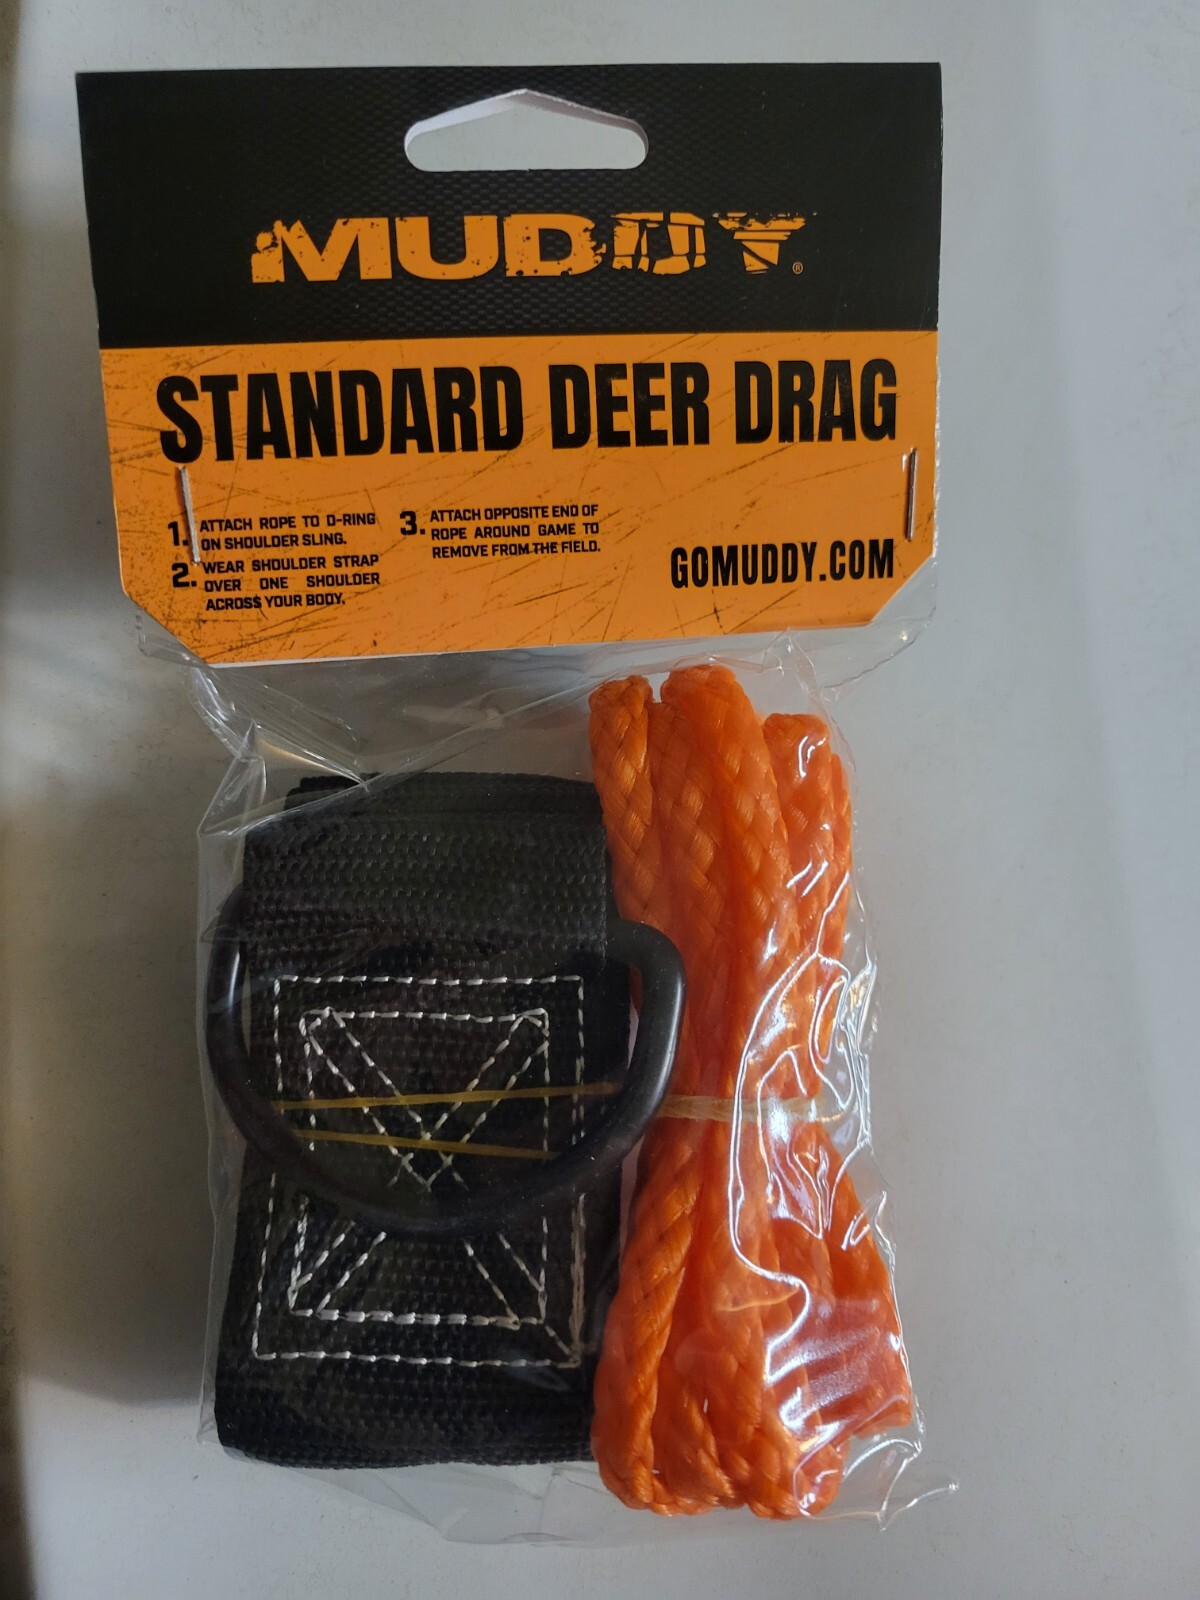 MUDDY®
STANDARD DEER DRAG
1. ATTACH ROPE TO D-RING
ON SHOULDER SLING.
2. WEAR SHOULDER STRAP
OVER ONE SHOULDER
ACROSS YOUR BODY.
3. ATTACH OPPOSITE END OF
ROPE AROUND GAME TO
REMOVE FROM THE FIELD.
GOMUDDY.COM